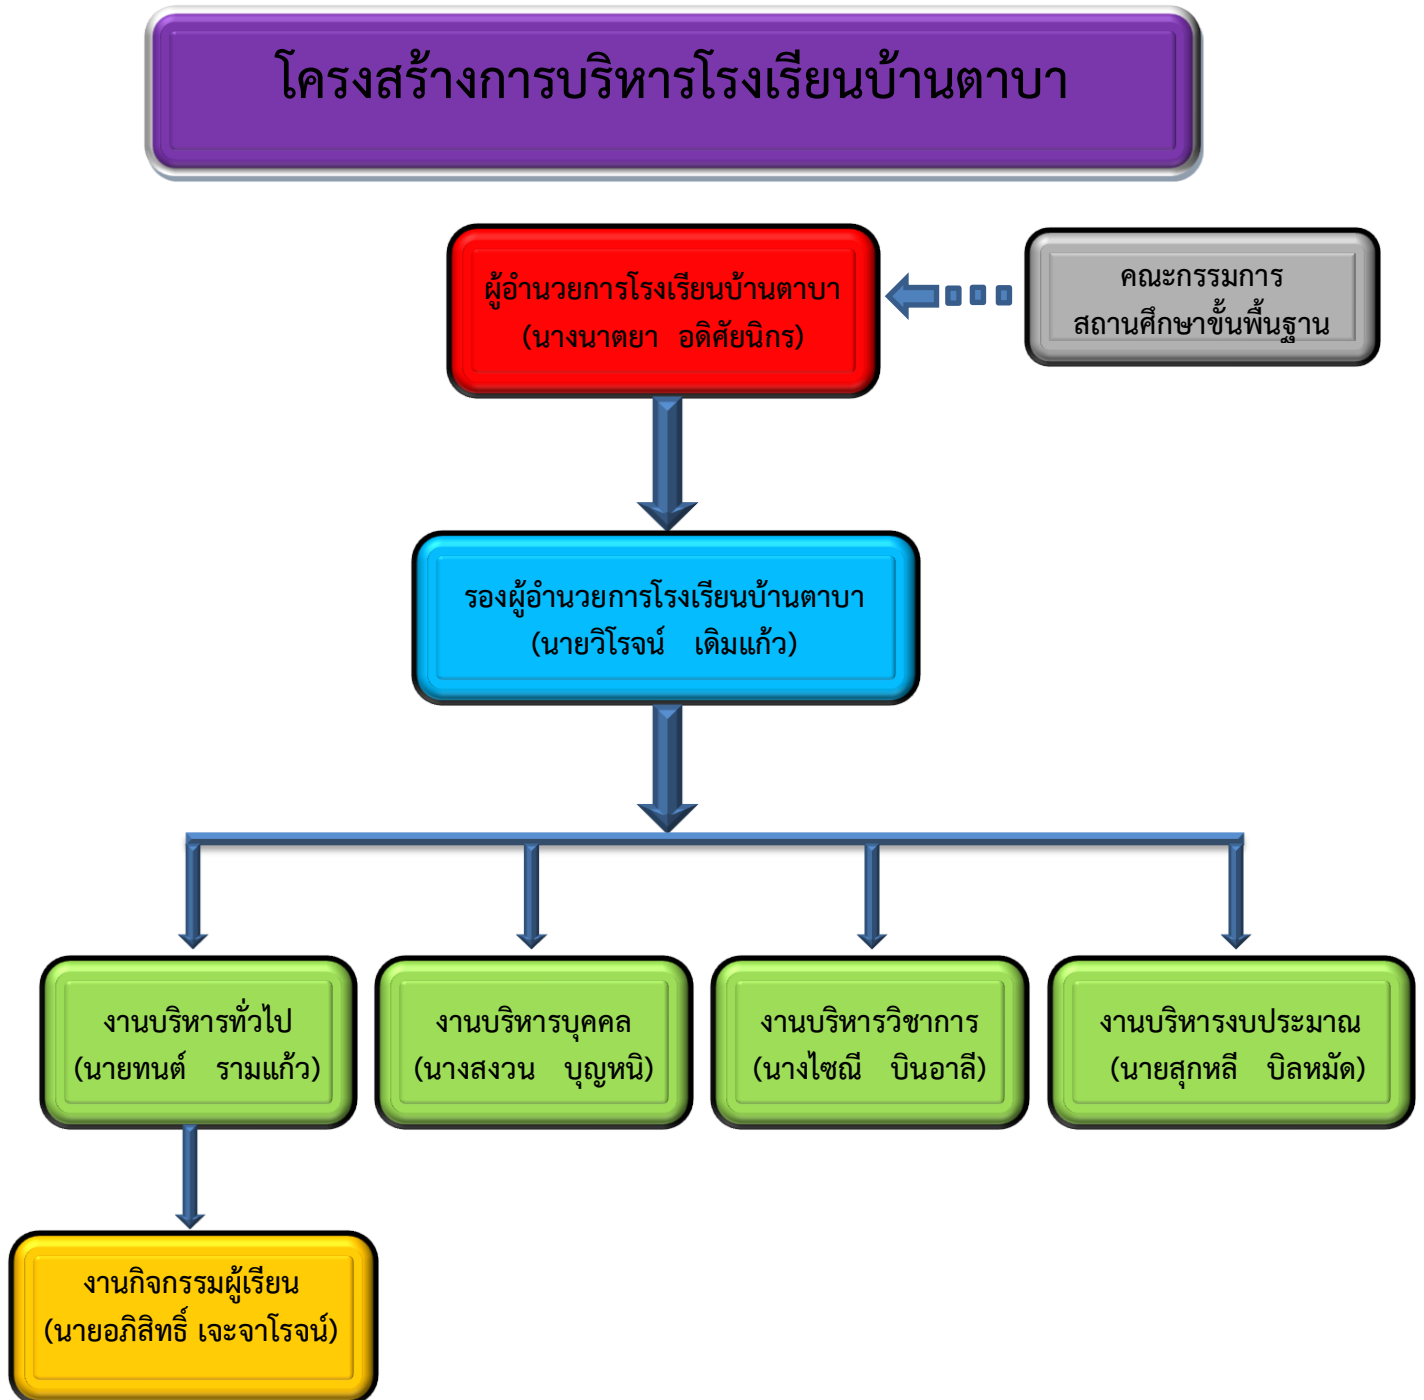 โครงสร้างการบริหารโรงเรียนบ้านตาบา
ผู้อำนวยการโรงเรียนบ้านตาบา
(นางนาตยา อดิศัยนิกร)
คณะกรรมการ
สถานศึกษาขั้นพื้นฐาน
รองผู้อำนวยการโรงเรียนบ้านตาบา
(นายวิโรจน์ เดิมแก้ว)
งานบริหารทั่วไป
(นายทนต์ รามแก้ว)
งานบริหารบุคคล
(นางสงวน บุญหนิ)
งานบริหารวิชาการ
(นางไซณี บินอาลี)
งานบริหารงบประมาณ
(นายสุกหลี บิลหมัด)
งานกิจกรรมผู้เรียน
(นายอภิสิทธิ์ เจะจาโรจน์)